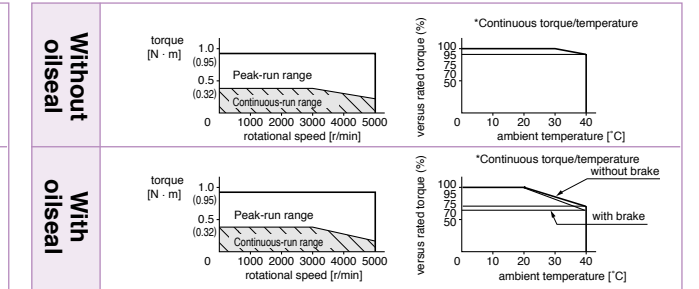 Without
oilseal
torque
[N · m]
1.0
(0.95)
0.5
(0.32)
Peak-run range
Continuous-run range
0 1000 2000 3000 4000 5000
rotational speed [r/min]
*Continuous torque/temperature
versus rated torque (%)
100
95
75
70
50
0 10 20 30 40
ambient temperature [˚C]
With
oilseal
torque
[N · m]
1.0
(0.95)
0.5
(0.32)
Peak-run range
Continuous-run range
0 1000 2000 3000 4000 5000
rotational speed [r/min]
*Continuous torque/temperature
without brake
with brake
versus rated torque (%)
100
95
75
70
50
0 10 20 30 40
ambient temperature [˚C]